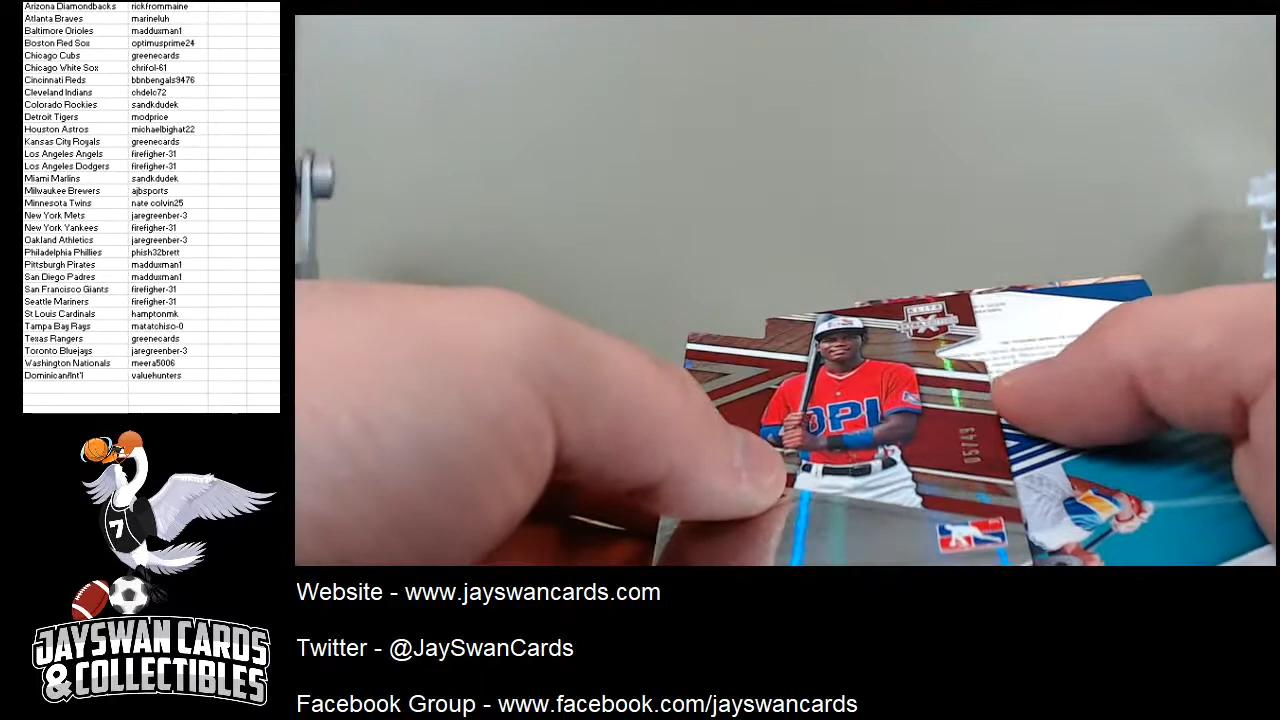 Arizona Diamondbacks rickfrommaine
Atlanta Braves marineluh
Baltimore Orioles madduxman1
Boston Red Sox optimusprime24
Chicago Cubs greenecards
Chicago White Sox chrifol-61
Cincinnati Reds bbnbengals9476
Cleveland Indians chdelc72
Colorado Rockies sandkdudek
Detroit Tigers modprice
Houston Astros michaelbighat22
Kansas City Royals greenecards
Los Angeles Angels firefigher-31
Los Angeles Dodgers firefigher-31
Miami Marlins sandkdudek
Milwaukee Brewers ajbsports
Minnesota Twins nate colvin25
New York Mets jaregreenber-3
New York Yankees firefigher-31
Oakland Athletics jaregreenber-3
Philadelphia Phillies phish32brett
Pittsburgh Pirates madduxman1
San Diego Padres madduxman1
San Francisco Giants firefigher-31
Seattle Mariners firefigher-31
St Louis Cardinals hamptonmk
Tampa Bay Rays matatchiso-0
Texas Rangers greenecards
Toronto Bluejays jaregreenber-3
Washington Nationals meera5006
Dominican/Int'l valuehunters
ELITE
DPL
05/49
7
JAYSWAN CARDS
& COLLECTIBLES
Website - www.jayswancards.com
Twitter - @JaySwanCards
Facebook Group - www.facebook.com/jayswancards